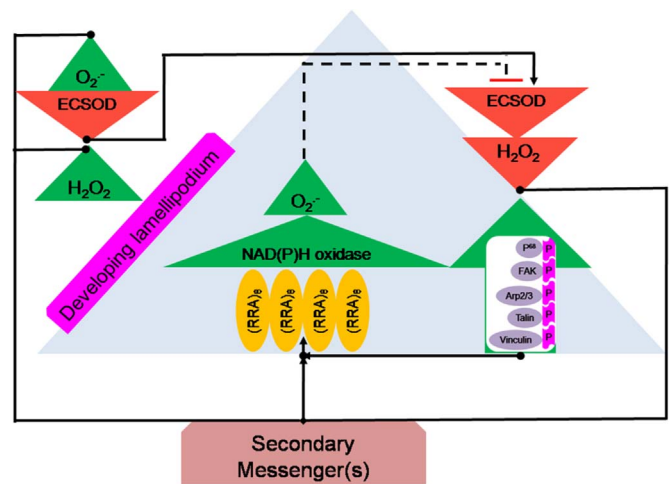 O₂·-
ECSOD
H₂O₂
Developing lamellipodium
O₂·-
NAD(P)H oxidase
(RRA)₈
(RRA)₈
(RRA)₈
(RRA)₈
ECSOD
H₂O₂
P⁶⁸ P
FAK P
Arp2/3 P
Talin P
Vinculin P
Secondary
Messenger(s)